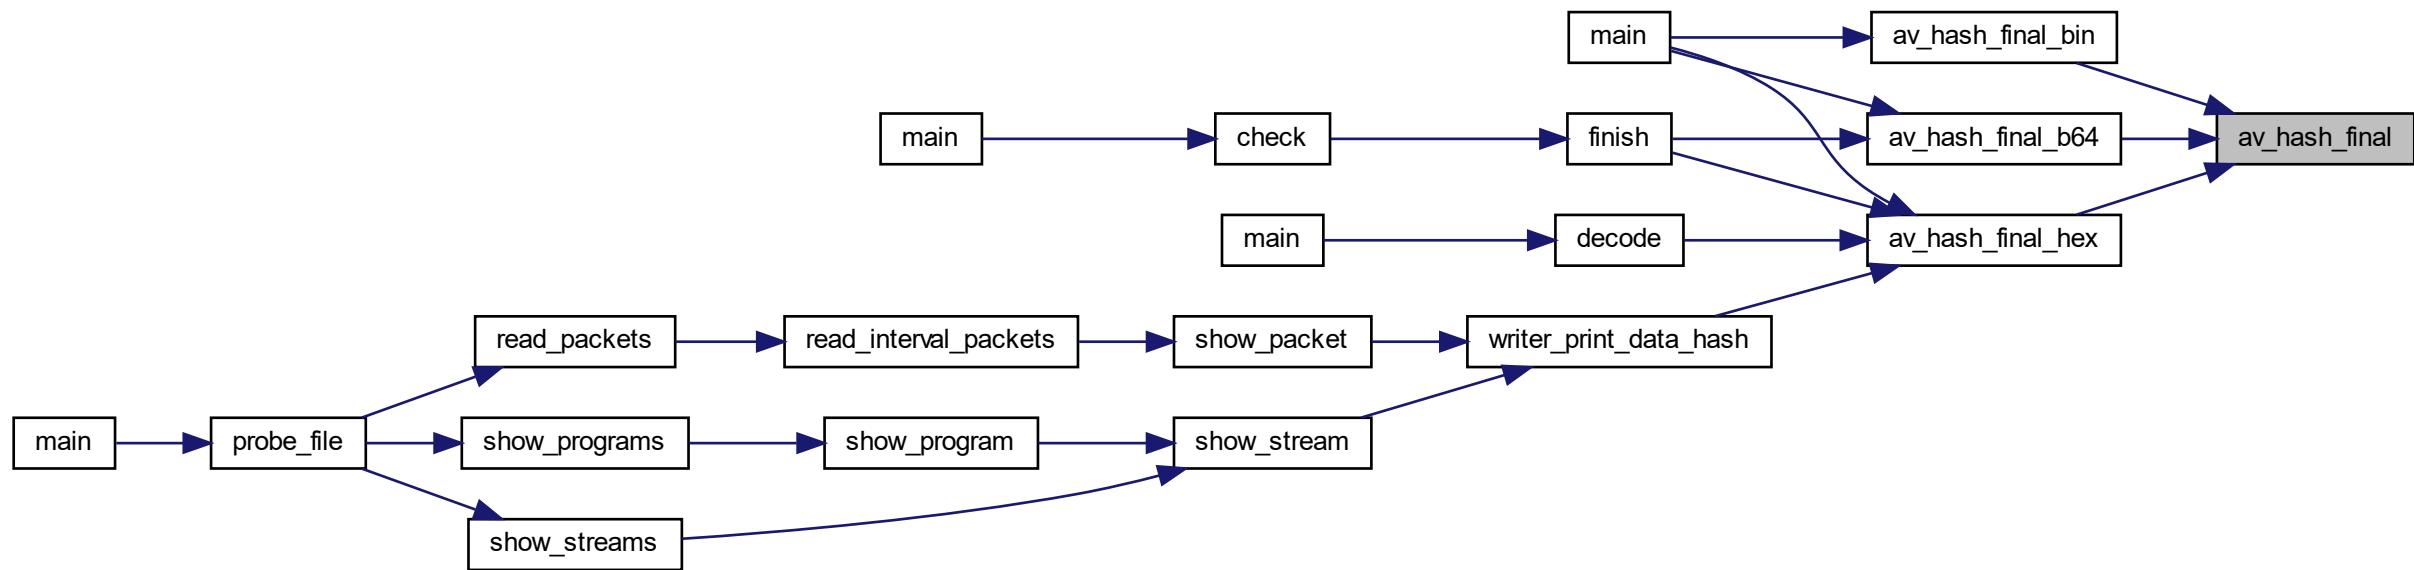 main
av_hash_final_bin
main
check
finish
av_hash_final_b64
av_hash_final
main
decode
av_hash_final_hex
read_packets
read_interval_packets
show_packet
writer_print_data_hash
main
probe_file
show_programs
show_program
show_stream
show_streams